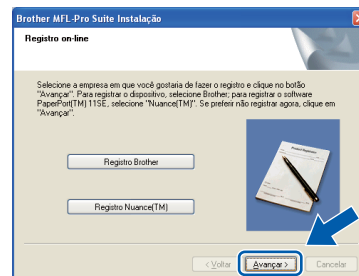 Brother MFL-Pro Suite Instalação
Registro on-line
Selecione a empresa em que você gostaria de fazer o registro e clique no botão
"Avançar". Para registrar o dispositivo, selecione Brother; para registrar o software
PaperPort(TM) 11SE, selecione "Nuance(TM)". Se preferir não registrar agora, clique em
"Avançar".
Registro Brother
Registro Nuance(TM)
< Voltar Avançar > Cancelar